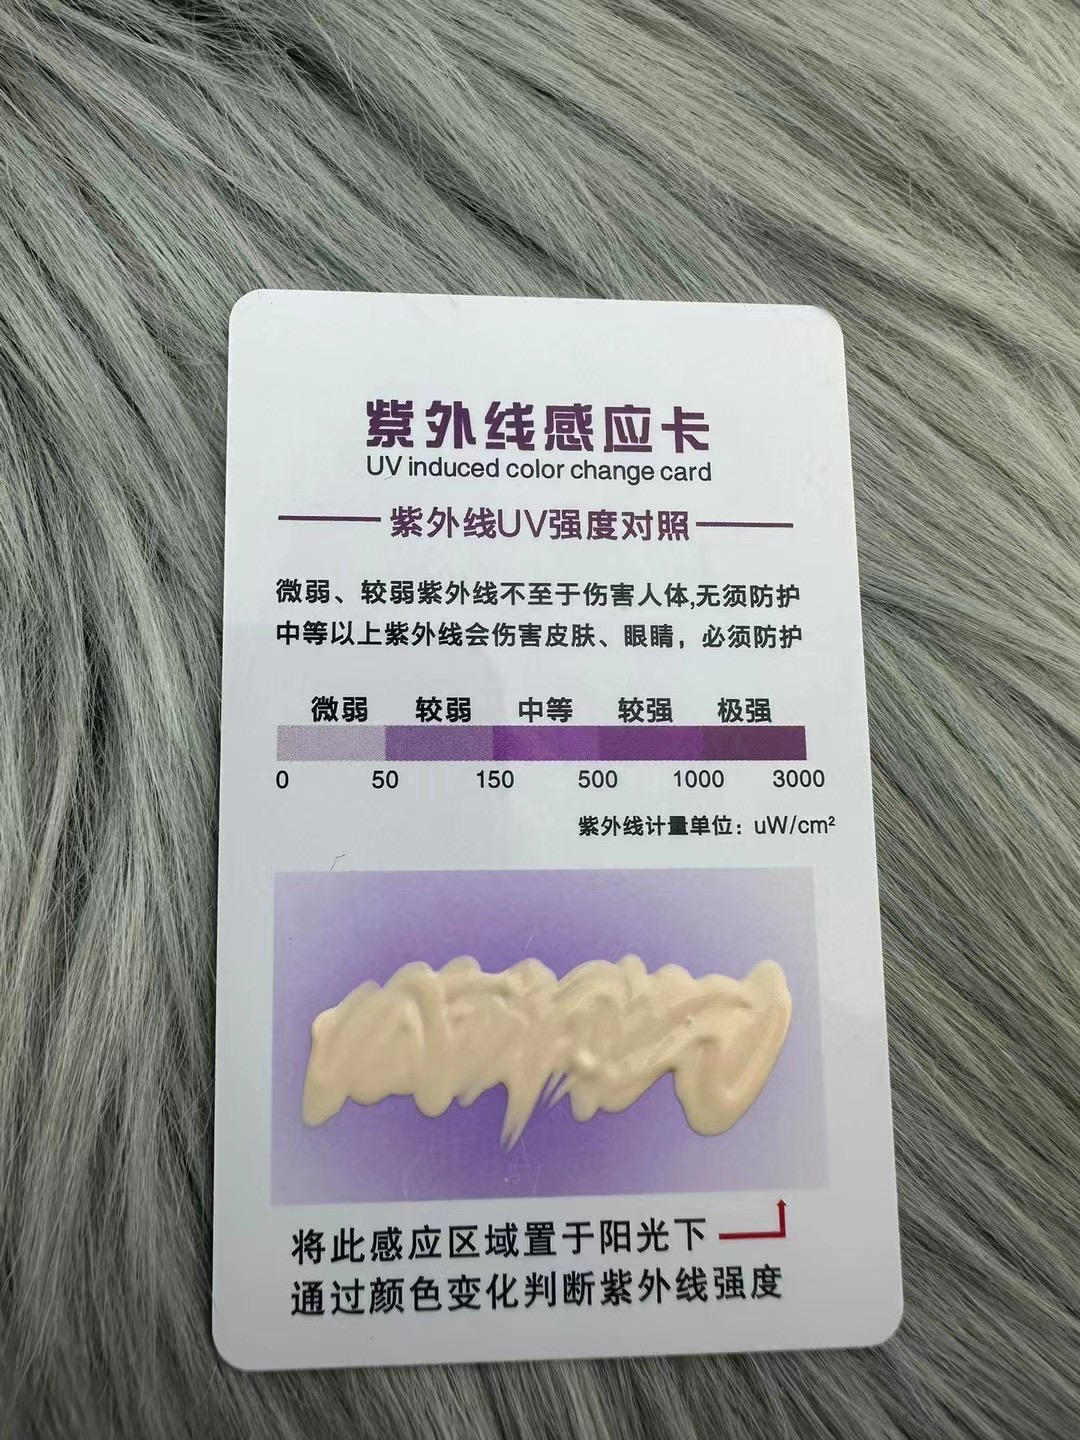 紫外线感应卡
UV induced color change card
紫外线UV强度对照
微弱、较弱紫外线不至于伤害人体,无须防护
中等以上紫外线会伤害皮肤、眼睛，必须防护
微弱 较弱 中等 较强 极强
0 50 150 500 1000 3000
紫外线计量单位：uW/cm²
将此感应区域置于阳光下
通过颜色变化判断紫外线强度